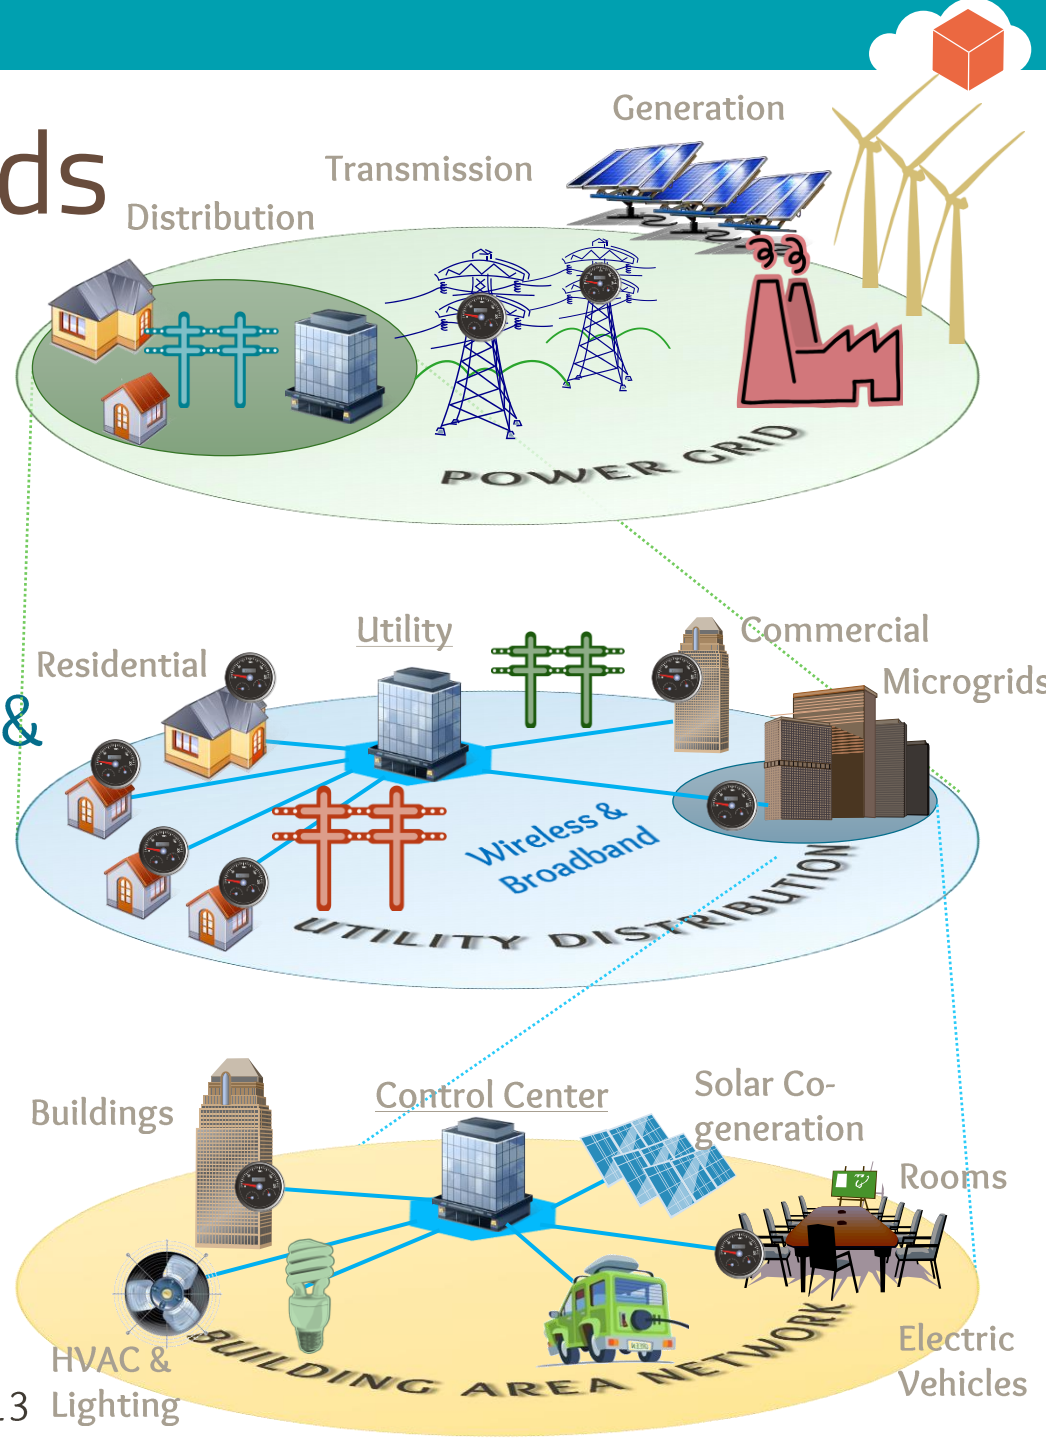 Generation
ds
Transmission
Distribution
POWER GRID
Utility
Commercial
Residential
Microgrids
&
Wireless &
Broadband
UTILITY DISTRIBUTION
Solar Co-
generation
Control Center
Buildings
Rooms
HVAC &
Lighting
BUILDING AREA NETWORK
Electric
Vehicles
13